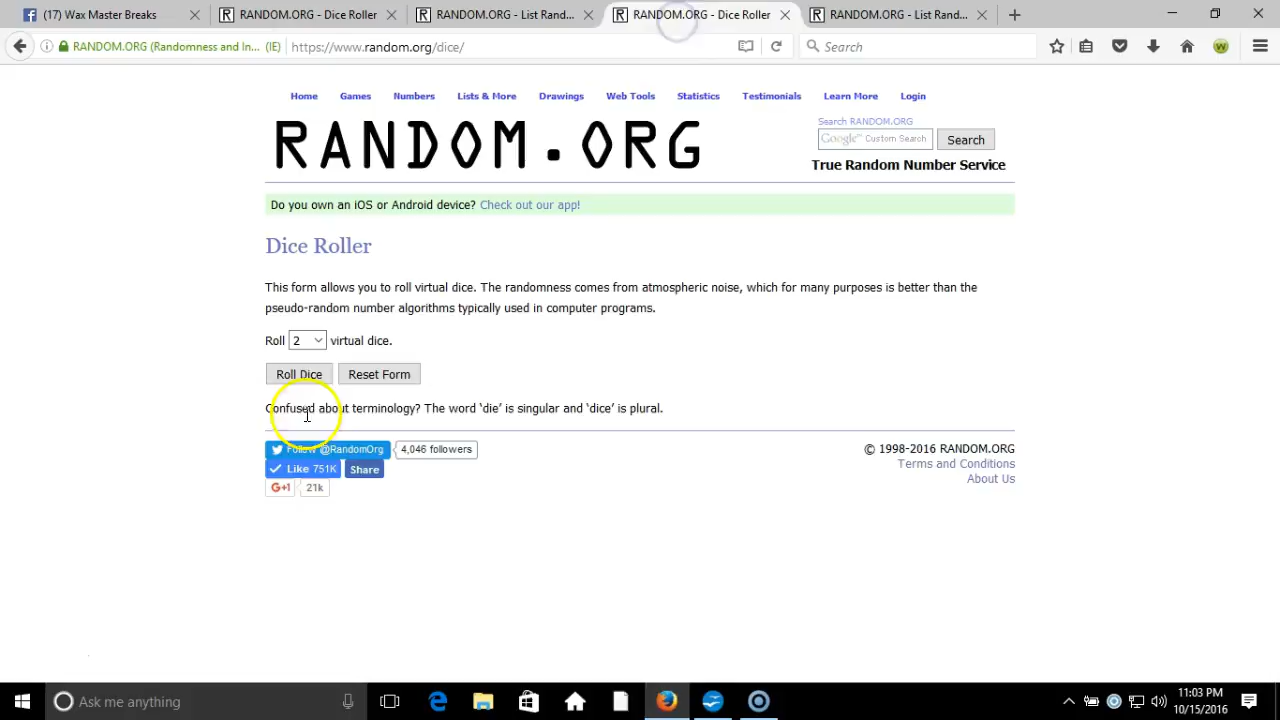 (17) Wax Master Breaks
RANDOM.ORG - Dice Roller
RANDOM.ORG - List Rand...
RANDOM.ORG - Dice Roller
RANDOM.ORG - List Ran...
RANDOM.ORG (Randomness and In... (IE)
https://www.random.org/dice/
Search
Home
Games
Numbers
Lists & More
Drawings
Web Tools
Statistics
Testimonials
Learn More
Login
RANDOM.ORG
Search RANDOM.ORG
Google™ Custom Search
Search
True Random Number Service
Do you own an iOS or Android device? Check out our app!
Dice Roller
This form allows you to roll virtual dice. The randomness comes from atmospheric noise, which for many purposes is better than the
pseudo-random number algorithms typically used in computer programs.
Roll 2 virtual dice.
Roll Dice
Reset Form
Confused about terminology? The word ‘die’ is singular and ‘dice’ is plural.
Follow @RandomOrg
4,046 followers
Like 751K
Share
G+1
21k
© 1998-2016 RANDOM.ORG
Terms and Conditions
About Us
Ask me anything
11:03 PM
10/15/2016